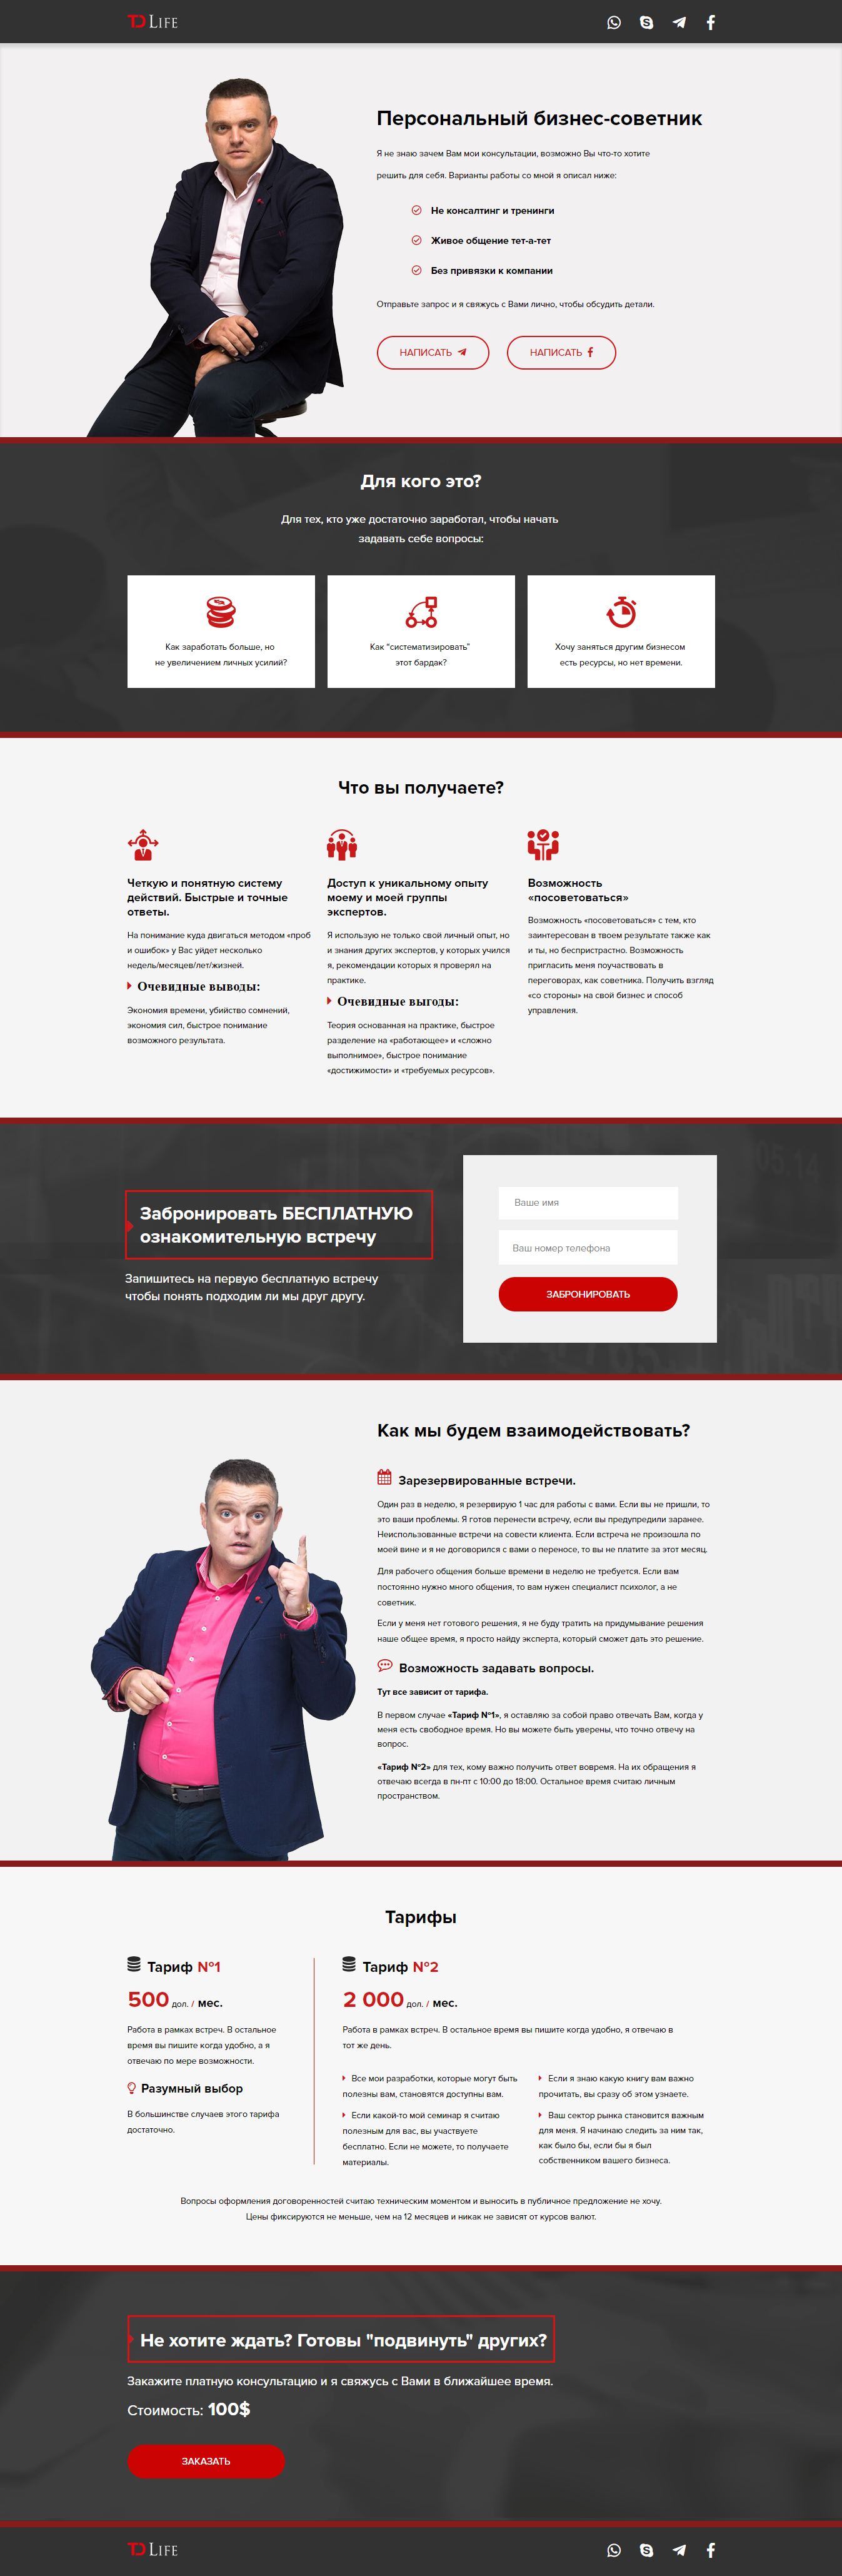 TD LIFE
Персональный бизнес-советник
Я не знаю зачем Вам мои консультации, возможно Вы что-то хотите
решить для себя. Варианты работы со мной я описал ниже:
Не консалтинг и тренинги
Живое общение тет-а-тет
Без привязки к компании
Отправьте запрос и я свяжусь с Вами лично, чтобы обсудить детали.
НАПИСАТЬ
НАПИСАТЬ
Для кого это?
Для тех, кто уже достаточно заработал, чтобы начать
задавать себе вопросы:
Как заработать больше, но
не увеличением личных усилий?
Как “систематизировать”
этот бардак?
Хочу заняться другим бизнесом
есть ресурсы, но нет времени.
Что вы получаете?
Четкую и понятную систему
действий. Быстрые и точные
ответы.
На понимание куда двигаться методом «проб
и ошибок» у Вас уйдет несколько
недель/месяцев/лет/жизней.
Очевидные выводы:
Экономия времени, убийство сомнений,
экономия сил, быстрое понимание
возможного результата.
Доступ к уникальному опыту
моему и моей группы
экспертов.
Я использую не только свой личный опыт, но
и знания других экспертов, у которых учился
я, рекомендации которых я проверял на
практике.
Очевидные выгоды:
Теория основанная на практике, быстрое
разделение на «работающее» и «сложно
выполнимое», быстрое понимание
«достижимости» и «требуемых ресурсов».
Возможность
«посоветоваться»
Возможность «посоветоваться» с тем, кто
заинтересован в твоем результате также как
и ты, но беспристрастно. Возможность
пригласить меня поучаствовать в
переговорах, как советника. Получить взгляд
«со стороны» на свой бизнес и способ
управления.
05.14
Забронировать БЕСПЛАТНУЮ
ознакомительную встречу
Запишитесь на первую бесплатную встречу
чтобы понять подходим ли мы друг другу.
Ваше имя
Ваш номер телефона
ЗАБРОНИРОВАТЬ
Как мы будем взаимодействовать?
Зарезервированные встречи.
Один раз в неделю, я резервирую 1 час для работы с вами. Если вы не пришли, то
это ваши проблемы. Я готов перенести встречу, если вы предупредили заранее.
Неиспользованные встречи на совести клиента. Если встреча не произошла по
моей вине и я не договорился с вами о переносе, то вы не платите за этот месяц.
Для рабочего общения больше времени в неделю не требуется. Если вам
постоянно нужно много общения, то вам нужен специалист психолог, а не
советник.
Если у меня нет готового решения, я не буду тратить на придумывание решения
наше общее время, я просто найду эксперта, который сможет дать это решение.
Возможность задавать вопросы.
Тут все зависит от тарифа.
В первом случае «Тариф №1», я оставляю за собой право отвечать Вам, когда у
меня есть свободное время. Но вы можете быть уверены, что точно отвечу на
вопрос.
«Тариф №2» для тех, кому важно получить ответ вовремя. На их обращения я
отвечаю всегда в пн-пт с 10:00 до 18:00. Остальное время считаю личным
пространством.
Тарифы
Тариф №1
500 дол. / мес.
Работа в рамках встреч. В остальное
время вы пишите когда удобно, а я
отвечаю по мере возможности.
Разумный выбор
В большинстве случаев этого тарифа
достаточно.
Тариф №2
2 000 дол. / мес.
Работа в рамках встреч. В остальное время вы пишите когда удобно, я отвечаю в
тот же день.
Все мои разработки, которые могут быть
полезны вам, становятся доступны вам.
Если какой-то мой семинар я считаю
полезным для вас, вы участвуете
бесплатно. Если не можете, то получаете
материалы.
Если я знаю какую книгу вам важно
прочитать, вы сразу об этом узнаете.
Ваш сектор рынка становится важным
для меня. Я начинаю следить за ним так,
как было бы, если бы я был
собственником вашего бизнеса.
Вопросы оформления договоренностей считаю техническим моментом и выносить в публичное предложение не хочу.
Цены фиксируются не меньше, чем на 12 месяцев и никак не зависят от курсов валют.
Не хотите ждать? Готовы "подвинуть" других?
Закажите платную консультацию и я свяжусь с Вами в ближайшее время.
Стоимость: 100$
ЗАКАЗАТЬ
TD LIFE